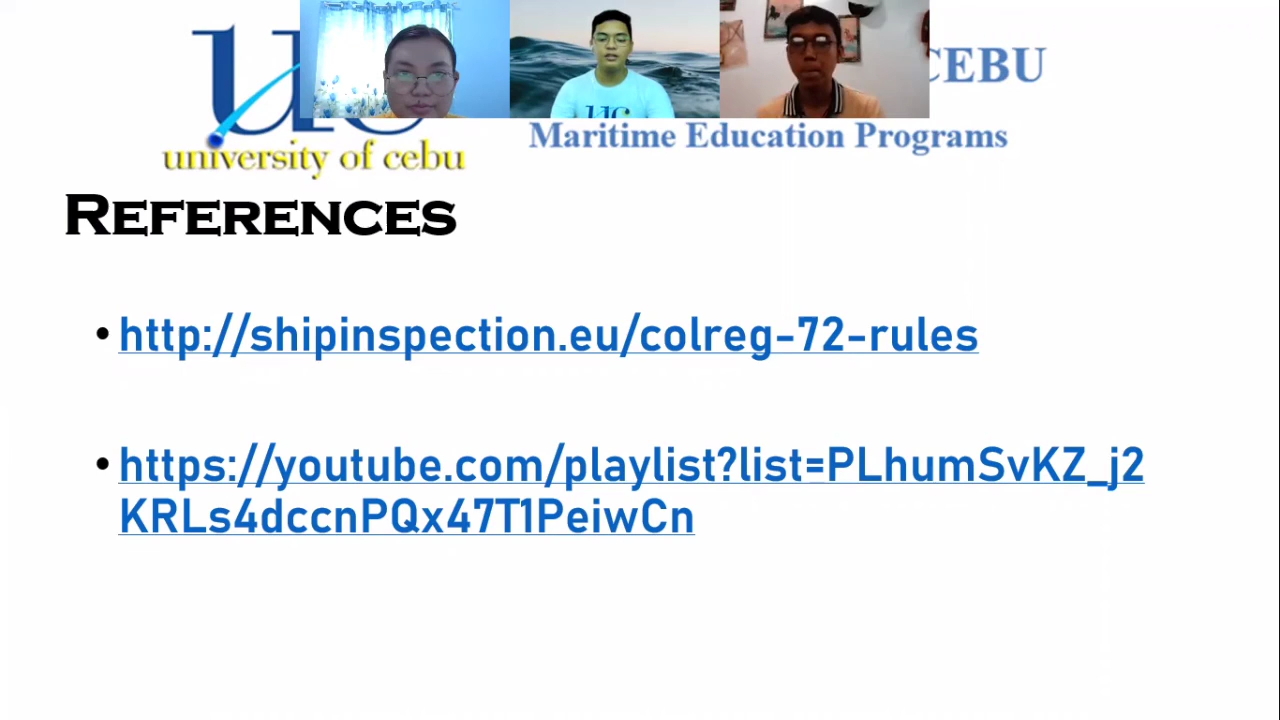 CEBU
university of cebu
Maritime Education Programs
REFERENCES
• http://shipinspection.eu/colreg-72-rules
• https://youtube.com/playlist?list=PLhumSvKZ_j2
KRLs4dccnPQx47T1PeiwCn